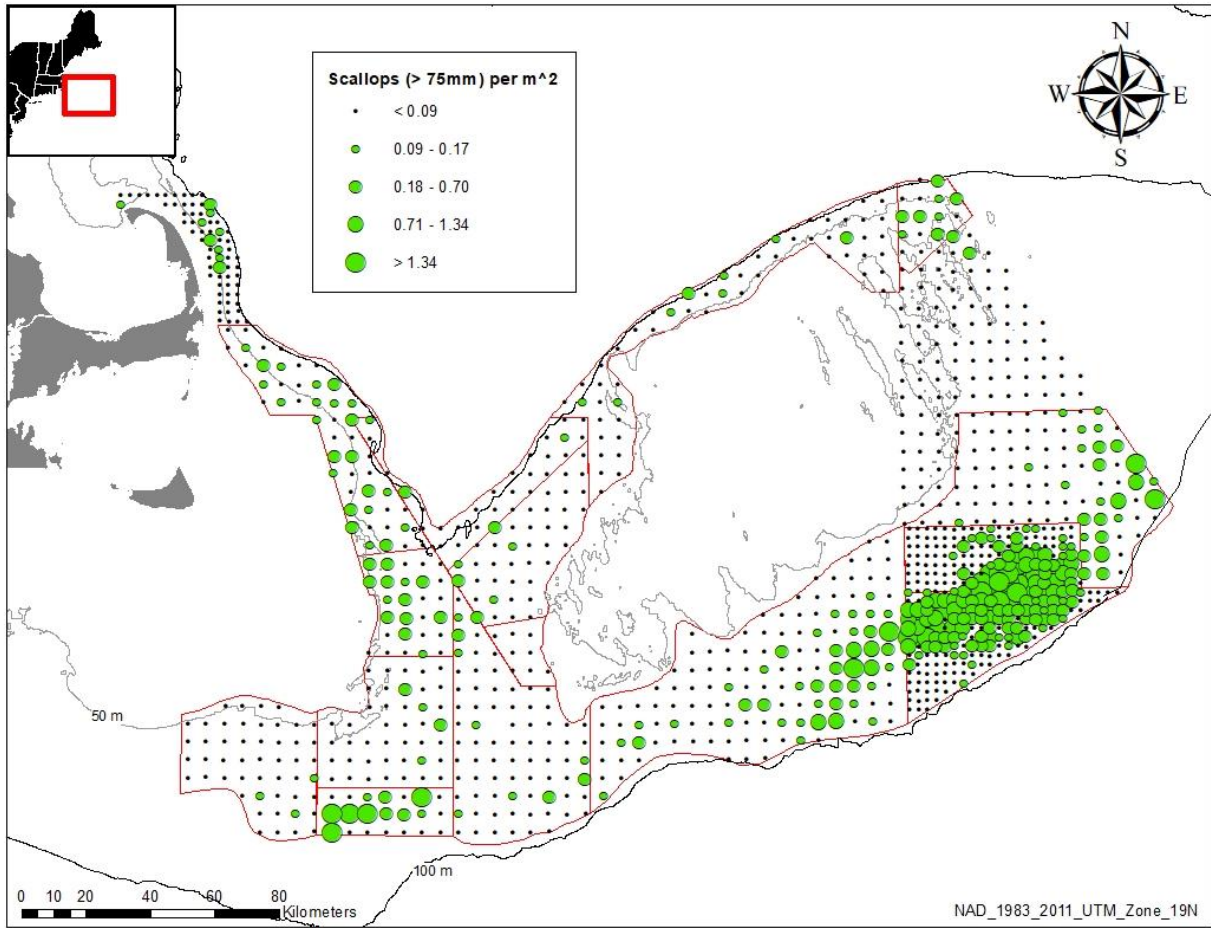 Scallops (> 75mm) per m^2
< 0.09
0.09 - 0.17
0.18 - 0.70
0.71 - 1.34
> 1.34
N
W E
S
50 m
100 m
0 10 20 40 60 80
Kilometers
NAD_1983_2011_UTM_Zone_19N